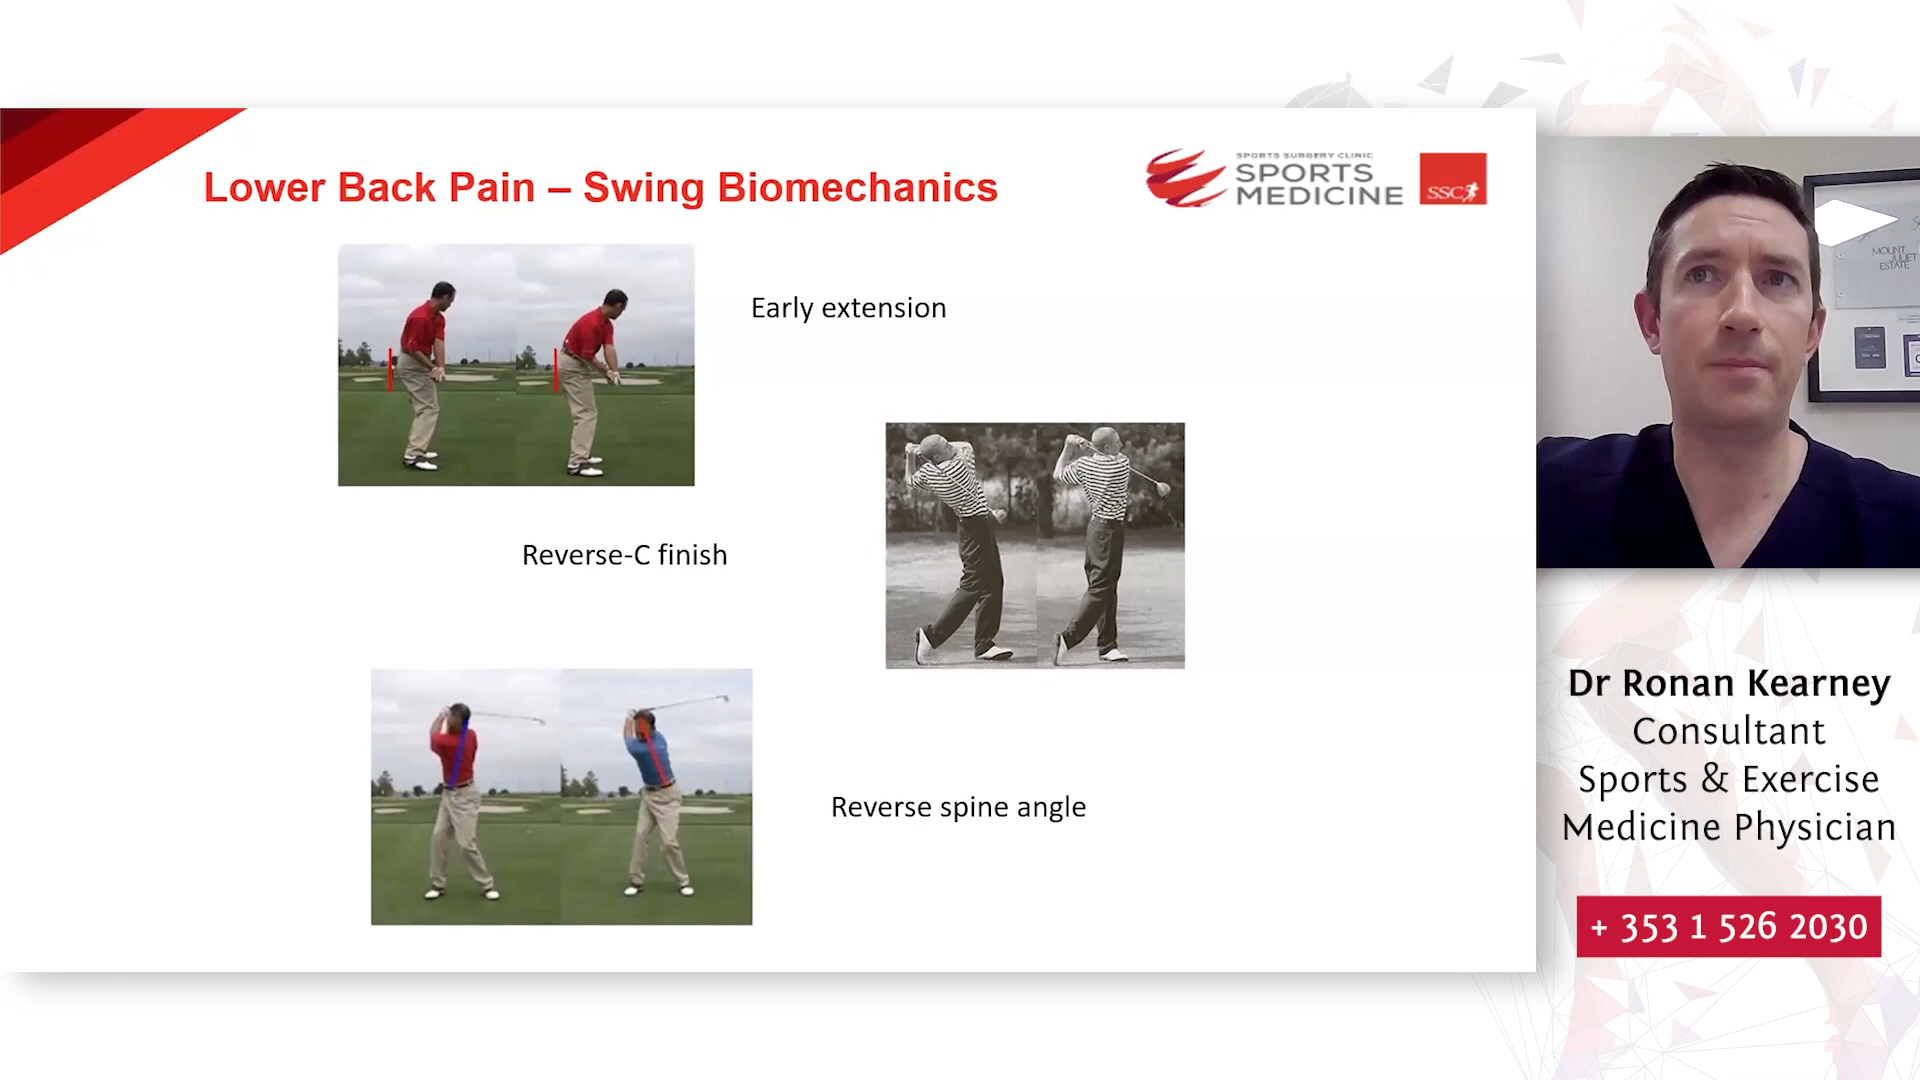 Lower Back Pain – Swing Biomechanics
SPORTS SURGERY CLINIC
SPORTS
MEDICINE
SSC
Early extension
Reverse-C finish
Reverse spine angle
MOUNT
JULIET
ESTATE
Dr Ronan Kearney
Consultant
Sports & Exercise
Medicine Physician
+ 353 1 526 2030